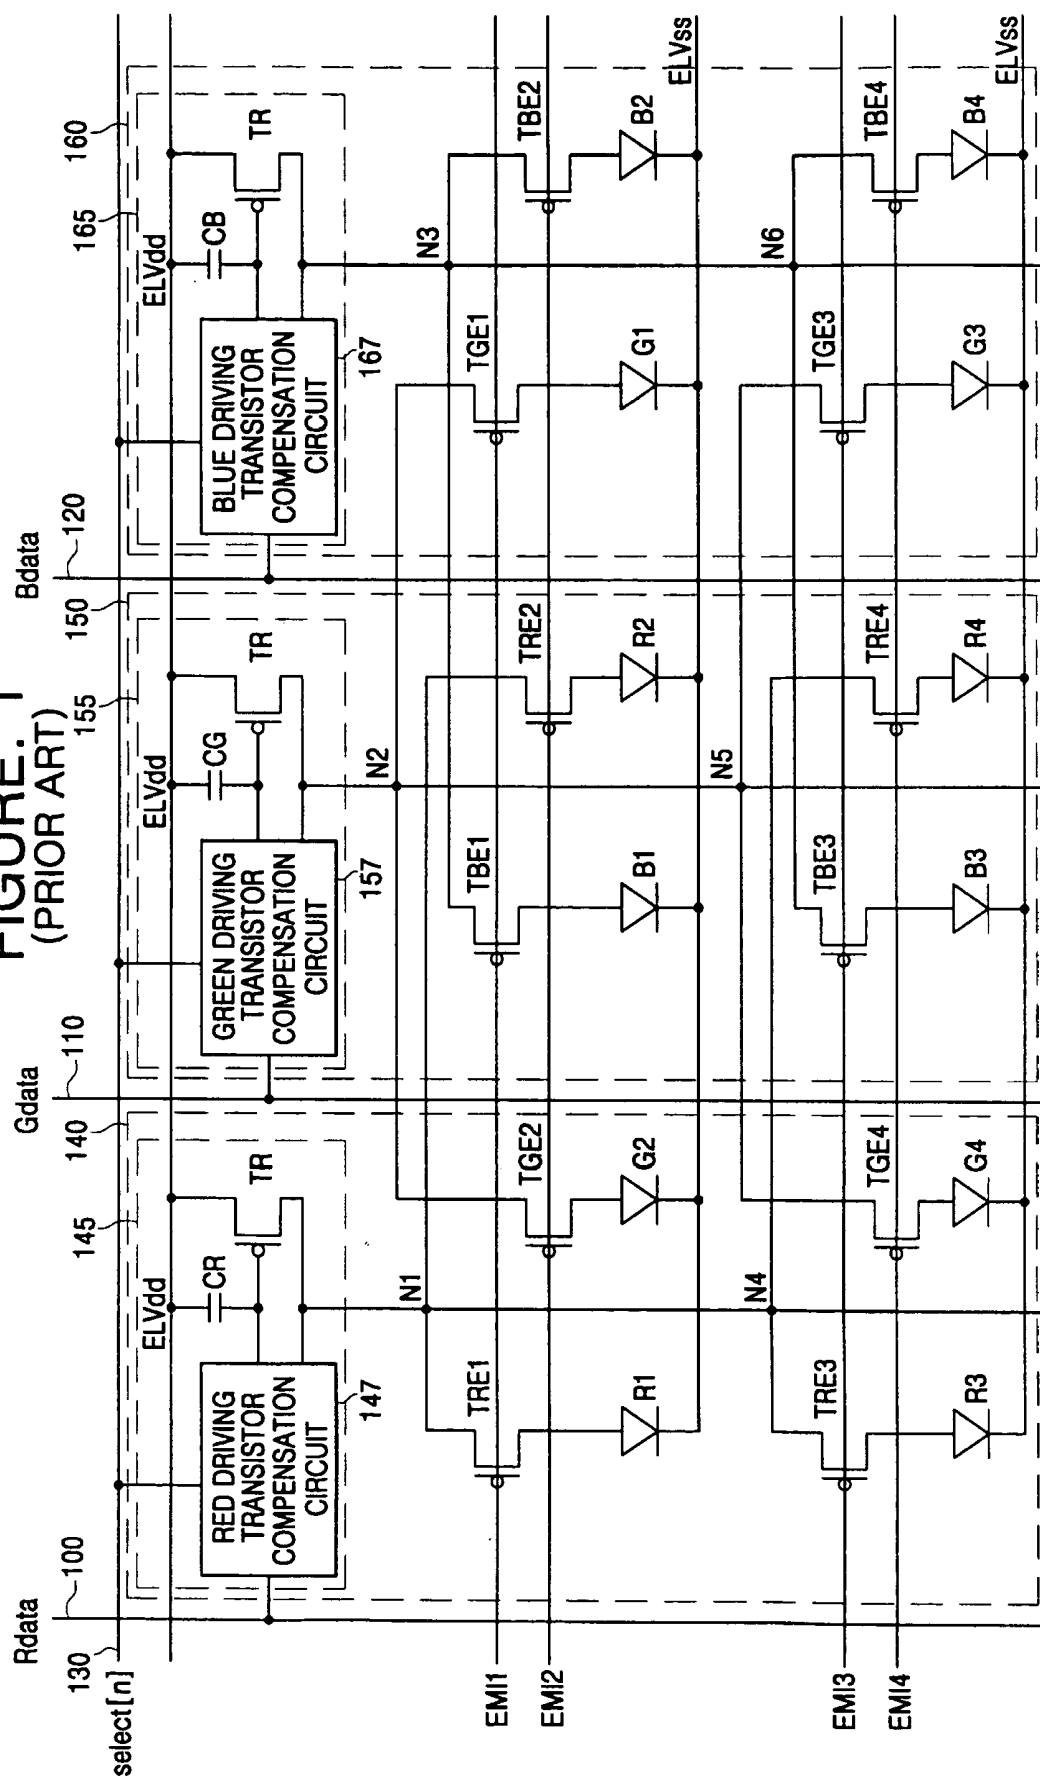 FIGURE. 1
(PRIOR ART)
Rdata
100
Gdata
110
Bdata
120
130
select[n]
140
145
150
155
160
165
ELVdd
CR
TR
ELVdd
CG
TR
ELVdd
CB
TR
RED DRIVING
TRANSISTOR
COMPENSATION
CIRCUIT
147
GREEN DRIVING
TRANSISTOR
COMPENSATION
CIRCUIT
157
BLUE DRIVING
TRANSISTOR
COMPENSATION
CIRCUIT
167
N1
N2
N3
EMI1
EMI2
TRE1
TGE2
TBE1
TRE2
TGE1
TBE2
R1
G2
B1
R2
G1
B2
ELVss
N4
N5
N6
EMI3
EMI4
TRE3
TGE4
TBE3
TRE4
TGE3
TBE4
R3
G4
B3
R4
G3
B4
ELVss